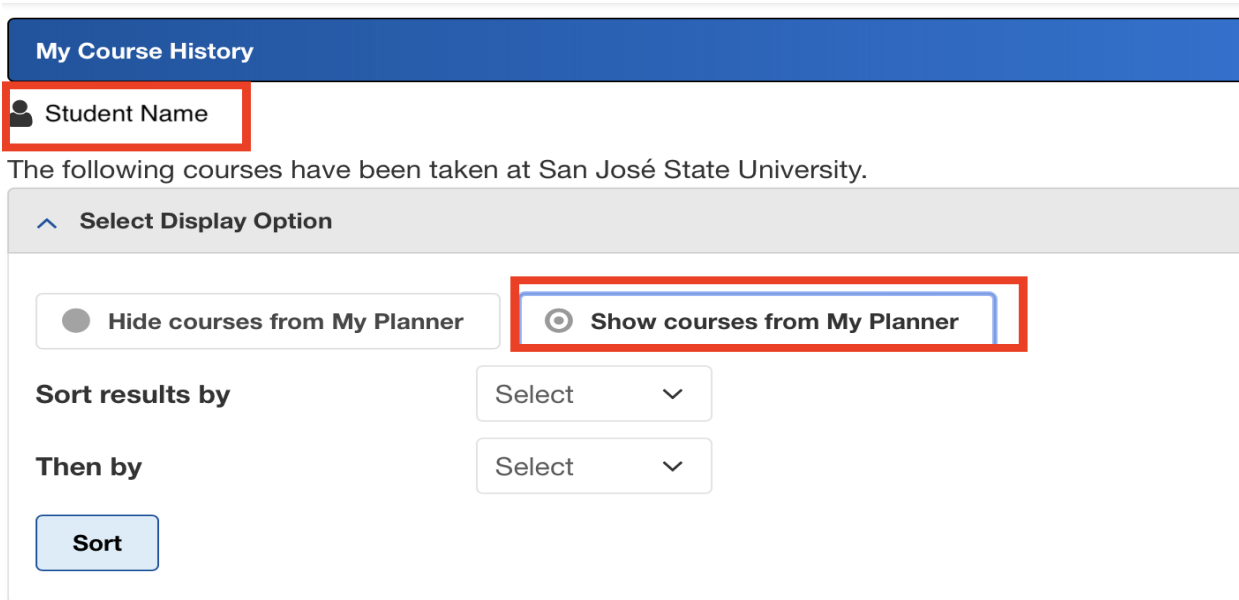 My Course History
Student Name
The following courses have been taken at San José State University.
Select Display Option
Hide courses from My Planner Show courses from My Planner
Sort results by Select
Then by Select
Sort